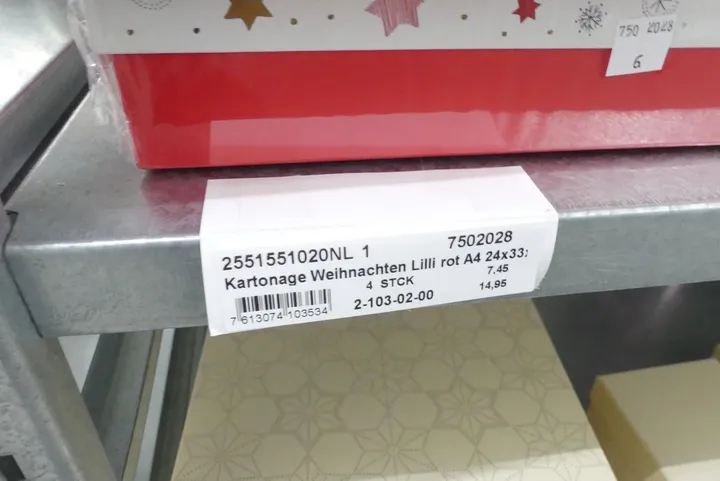 750 2028
6
2551551020NL 1 7502028
Kartonage Weihnachten Lilli rot A4 24x33:
4 STCK 7.45
2-103-02-00 14,95
7 613074 103534